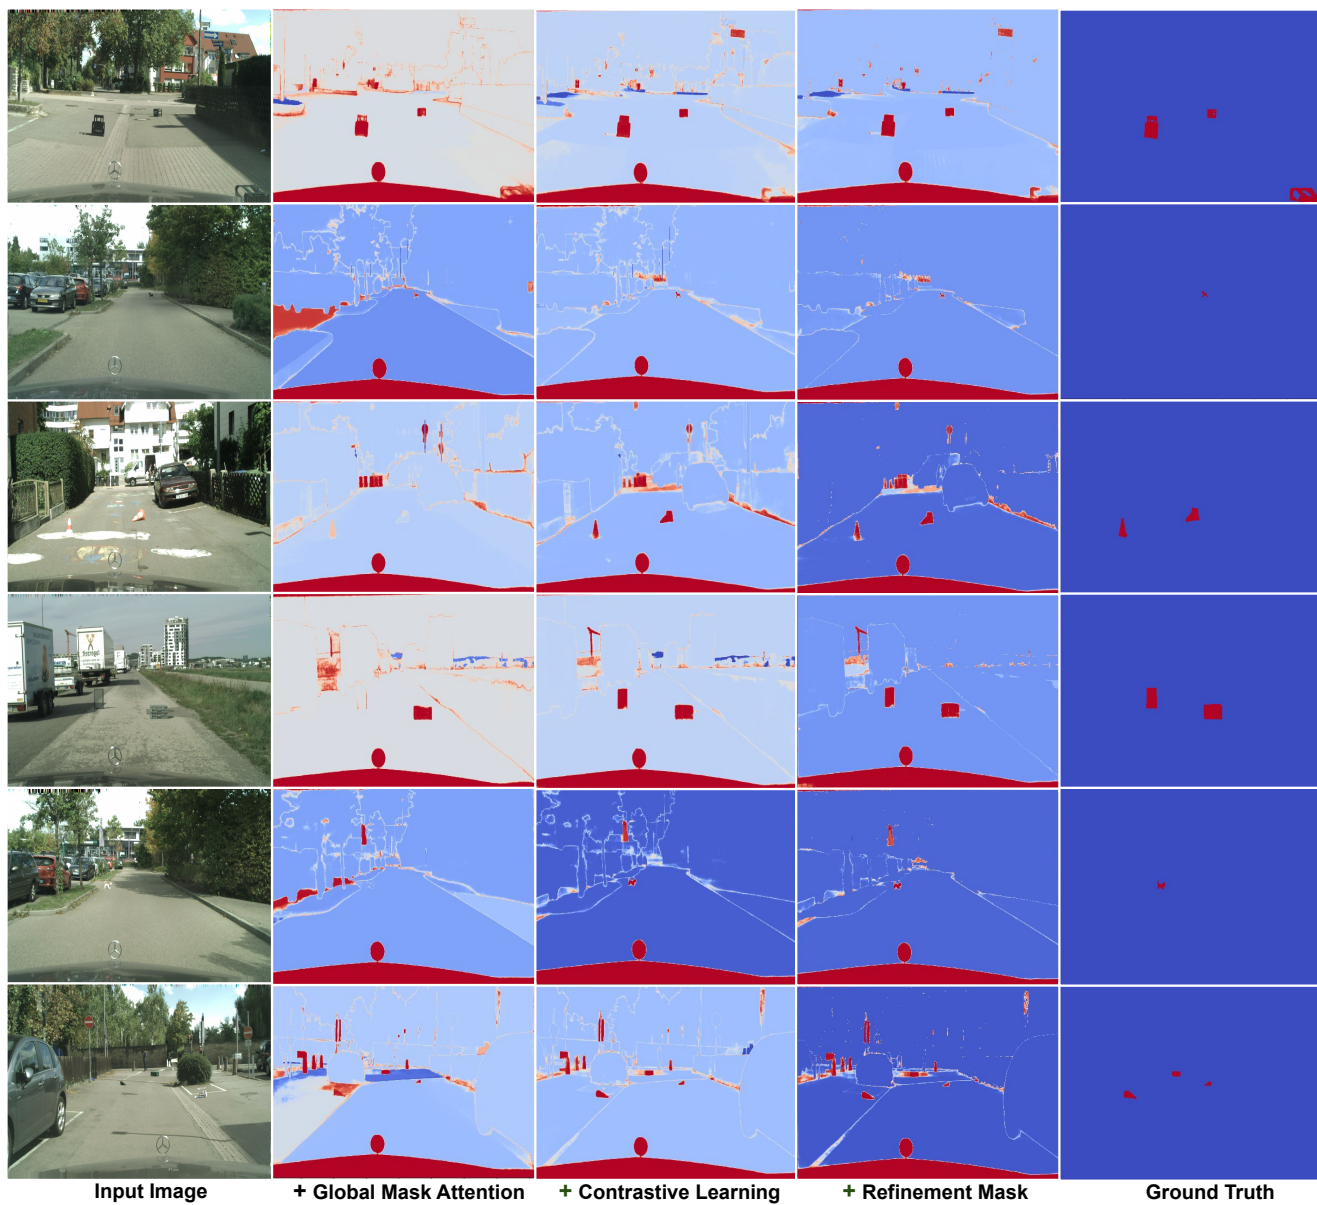 Input Image
+ Global Mask Attention
+ Contrastive Learning
+ Refinement Mask
Ground Truth